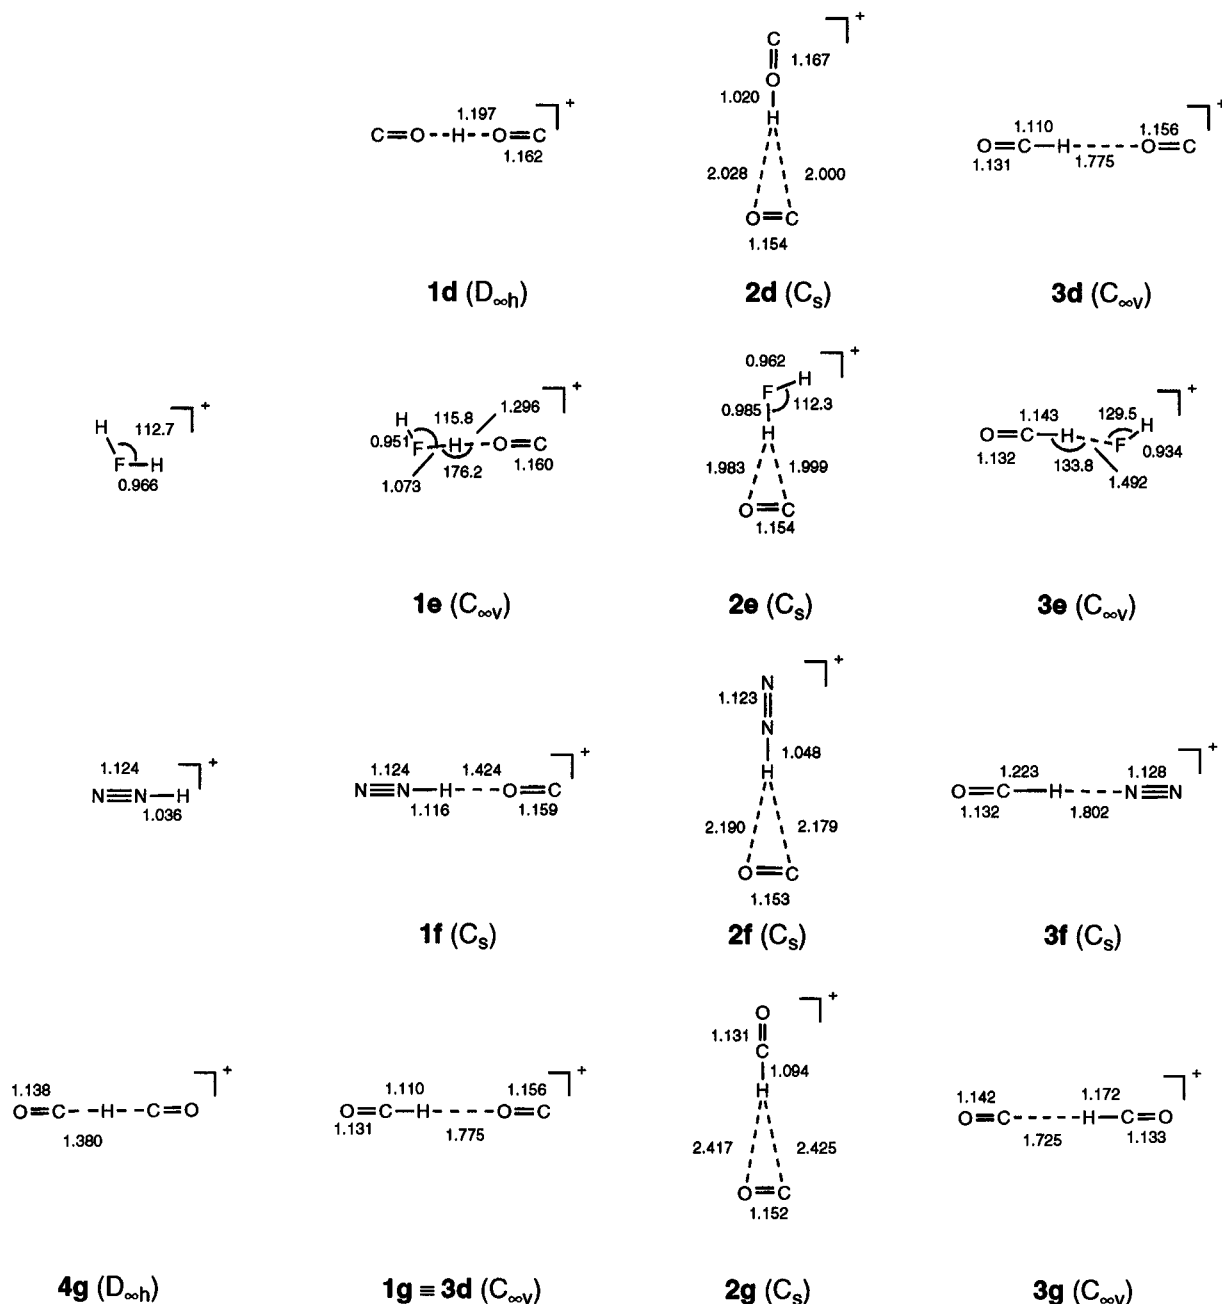 C=O--H--O=C ]+
1.197
1.162
1d (D∞h)
C
1.167
O
1.020
H
2.028 2.000
O=C
1.154
]+
2d (Cs)
O=C-H----O=C ]+
1.110 1.156
1.131 1.775
3d (C∞v)
H
112.7 ]+
F-H
0.966
H 115.8 1.296 ]+
0.951 F-H--O=C
176.2 1.160
1.073
1e (C∞v)
0.962 H ]+
F
0.985 112.3
H
1.983 1.999
O=C
1.154
2e (Cs)
1.143 129.5 H ]+
O=C-H--F
1.132 133.8 0.934
1.492
3e (C∞v)
1.124 ]+
N≡N-H
1.036
1.124 1.424 ]+
N≡N-H--O=C
1.116 1.159
1f (Cs)
N ]+
1.123
N
1.048
H
2.190 2.179
O=C
1.153
2f (Cs)
1.223 1.128 ]+
O=C-H---N≡N
1.132 1.802
3f (Cs)
1.138 ]+
O=C--H--C=O
1.380
4g (D∞h)
1.110 1.156 ]+
O=C-H----O=C
1.131 1.775
1g ≡ 3d (C∞v)
O ]+
1.131
C
1.094
H
2.417 2.425
O=C
1.152
2g (Cs)
1.142 1.172 ]+
O=C----H-C=O
1.725 1.133
3g (C∞v)